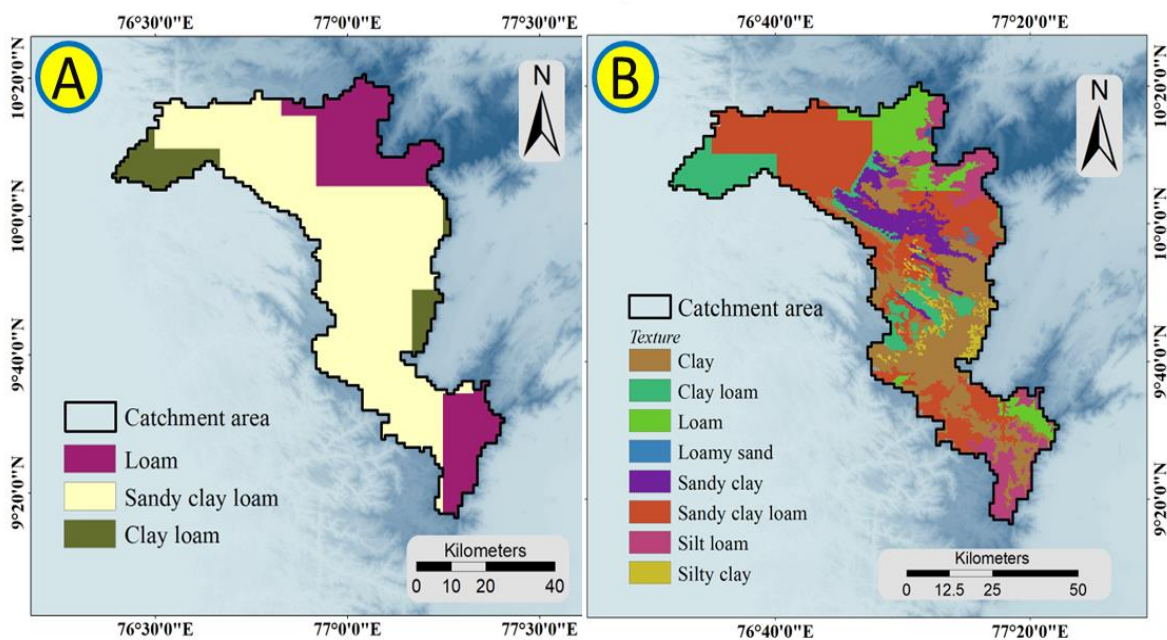 76°30'0"E 77°0'0"E 77°30'0"E
A
N
10°20'0"N
10°0'0"N
9°40'0"N
9°20'0"N
Catchment area
Loam
Sandy clay loam
Clay loam
Kilometers
0 10 20 40
76°30'0"E 77°0'0"E 77°30'0"E
76°40'0"E 77°20'0"E
B
N
10°20'0"N
10°0'0"N
9°40'0"N
9°20'0"N
Catchment area
Texture
Clay
Clay loam
Loam
Loamy sand
Sandy clay
Sandy clay loam
Silt loam
Silty clay
Kilometers
0 12.5 25 50
76°40'0"E 77°20'0"E